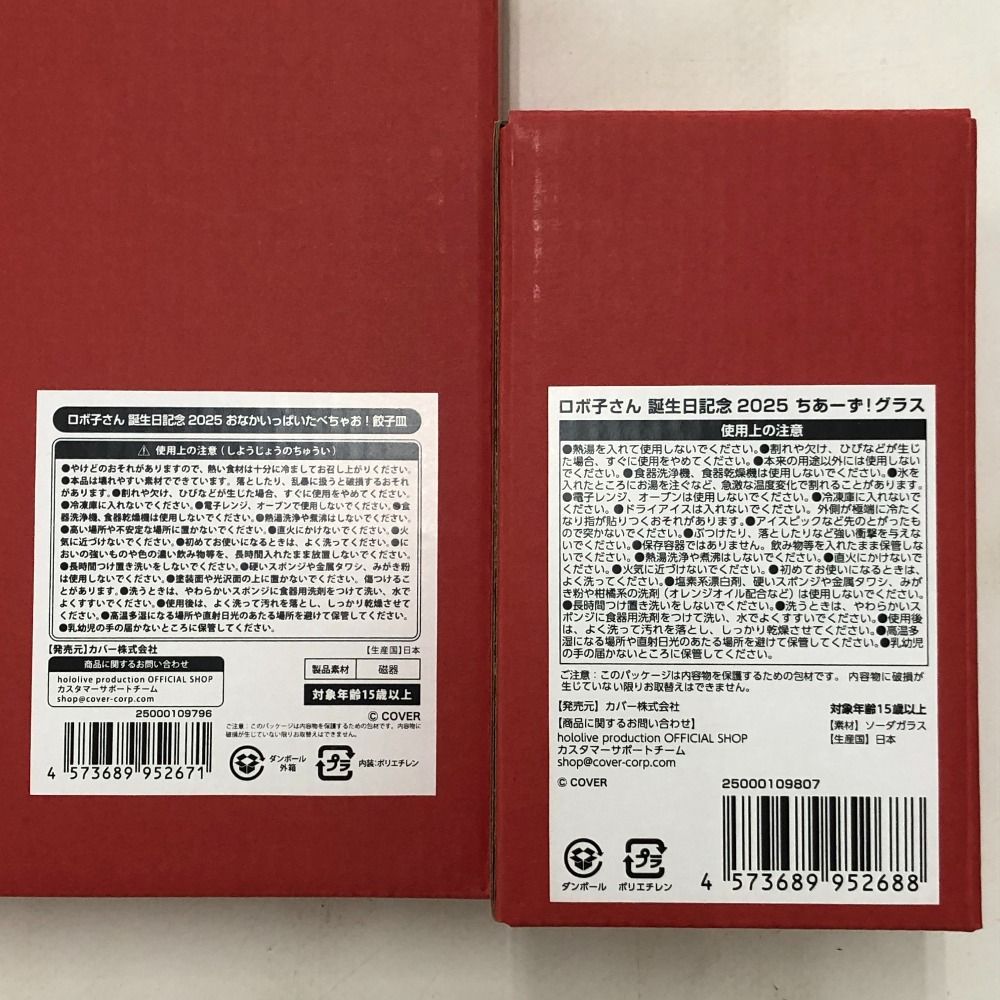 ロボ子さん 誕生日記念 2025 おなかいっぱいたべちゃお！餃子皿
⚠ 使用上の注意（しようじょうのちゅうい）
●やけどのおそれがありますので、熱い食材は十分に冷ましてお召し上がりください。
●本品は壊れやすい素材でできています。落としたり、乱暴に扱うと破損するおそれ
があります。●割れや欠け、ひびなどが生じた場合、すぐに使用をやめてください。
●冷凍庫に入れないでください。●電子レンジ、オーブンで使用しないでください。●食
器洗浄機、食器乾燥機は使用しないでください。●熱湯洗浄や煮沸はしないでください。
●高い場所や不安定な場所に置かないでください。●直火にかけないでください。●火
気に近づけないでください。●初めてお使いになるときは、よく洗ってください。●に
おいの強いものや色の濃い飲み物等を、長時間入れたまま放置しないでください。
●長時間つけ置き洗いをしないでください。●硬いスポンジや金属タワシ、みがき粉
は使用しないでください。●塗装面や光沢面の上に置かないでください。傷つけるこ
とがあります。●洗うときは、やわらかいスポンジに食器用洗剤をつけて洗い、水で
よくすすいでください。●使用後は、よく洗って汚れを落とし、しっかり乾燥させて
ください。●高温多湿になる場所や直射日光のあたる場所を避けて保管してください。
●乳幼児の手の届かないところに保管してください。
【発売元】カバー株式会社 【生産国】日本
商品に関するお問い合わせ
hololive production OFFICIAL SHOP
カスタマーサポートチーム
shop@cover-corp.com
製品素材 磁器
対象年齢15歳以上
25000109796
© COVER
ご注意：このパッケージは内容物を保護するための包材です。内容物に
破損が生じていない限りお取替えはできません。
4 573689 952671
ダンボール
外箱
プラ
内装:ポリエチレン
ロボ子さん 誕生日記念 2025 ちあーず！グラス
使用上の注意
●熱湯を入れて使用しないでください。●割れや欠け、ひびなどが生じ
た場合、すぐに使用をやめてください。●本来の用途以外には使用しない
でください。●食器洗浄機、食器乾燥機は使用しないでください。●氷を
入れたところにお湯を注ぐなど、急激な温度変化で割れることがあります。
●電子レンジ、オーブンは使用しないでください。●冷凍庫に入れないで
ください。●ドライアイスは入れないでください。外側が極端に冷たく
なり指が貼りつくおそれがあります。●アイスピックなど先のとがったも
ので突かないでください。●ぶつけたり、落としたりなど強い衝撃を与えな
いでください。●保存容器ではありません。飲み物等を入れたまま保管しな
いでください。●熱湯洗浄や煮沸はしないでください。●直火にかけないで
ください。●火気に近づけないでください。●初めてお使いになるときは、
よく洗ってください。●塩素系漂白剤、硬いスポンジや金属タワシ、みが
き粉や柑橘系の洗剤（オレンジオイル配合など）は使用しないでください。
●長時間つけ置き洗いをしないでください。●洗うときは、やわらかいス
ポンジに食器用洗剤をつけて洗い、水でよくすすいでください。●使用後
は、よく洗って汚れを落とし、しっかり乾燥させてください。●高温多
湿になる場所や直射日光のあたる場所を避けて保管してください。●乳幼児
の手の届かないところに保管してください。
ご注意：このパッケージは内容物を保護するための包材です。内容物に破損が
生じていない限りお取替えはできません。
【発売元】カバー株式会社
【商品に関するお問い合わせ】
hololive production OFFICIAL SHOP
カスタマーサポートチーム
shop@cover-corp.com
対象年齢15歳以上
【素材】ソーダガラス
【生産国】日本
© COVER
25000109807
ダンボール
プラ
ポリエチレン
4 573689 952688